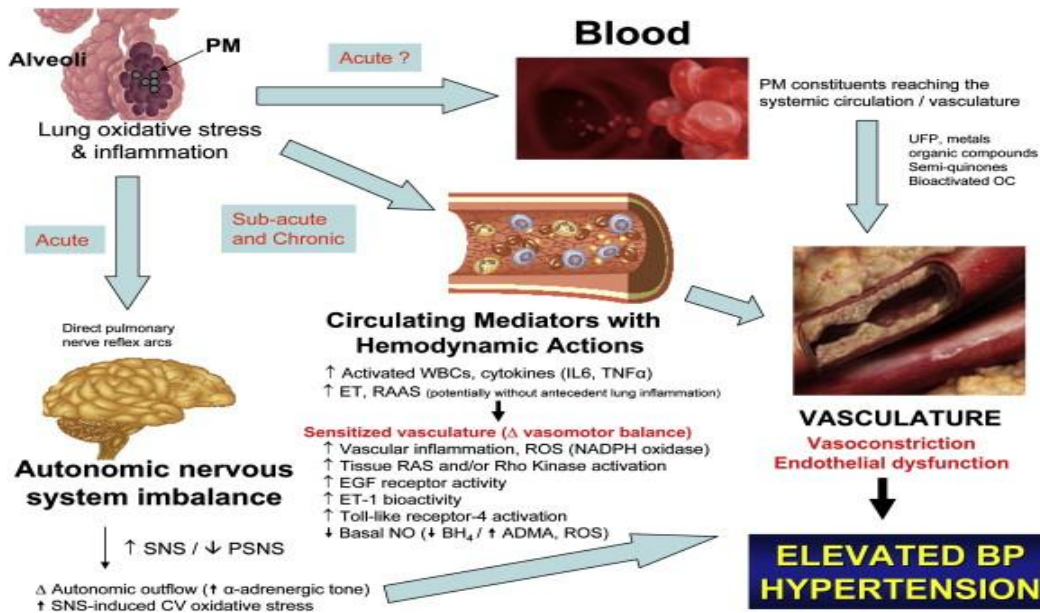 Alveoli
PM
Lung oxidative stress
& inflammation
Acute ?
Blood
PM constituents reaching the
systemic circulation / vasculature
UFP, metals
organic compounds
Semi-quinones
Bioactivated OC
Acute
Sub-acute
and Chronic
Direct pulmonary
nerve reflex arcs
Autonomic nervous
system imbalance
↑ SNS / ↓ PSNS
Δ Autonomic outflow (↑ α-adrenergic tone)
↑ SNS-induced CV oxidative stress
Circulating Mediators with
Hemodynamic Actions
↑ Activated WBCs, cytokines (IL6, TNFα)
↑ ET, RAAS (potentially without antecedent lung inflammation)
Sensitized vasculature (Δ vasomotor balance)
↑ Vascular inflammation, ROS (NADPH oxidase)
↑ Tissue RAS and/or Rho Kinase activation
↑ EGF receptor activity
↑ ET-1 bioactivity
↑ Toll-like receptor-4 activation
↓ Basal NO (↓ BH₄ / ↑ ADMA, ROS)
VASCULATURE
Vasoconstriction
Endothelial dysfunction
ELEVATED BP
HYPERTENSION